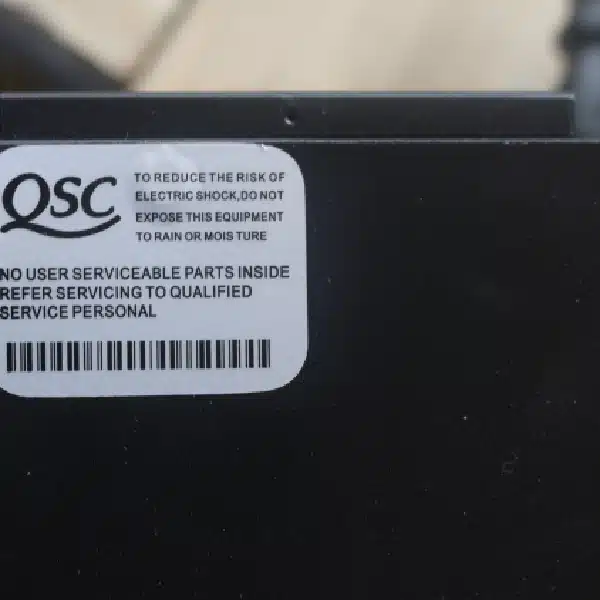 QSC
TO REDUCE THE RISK OF
ELECTRIC SHOCK,DO NOT
EXPOSE THIS EQUIPMENT
TO RAIN OR MOIS TURE
NO USER SERVICEABLE PARTS INSIDE
REFER SERVICING TO QUALIFIED
SERVICE PERSONAL